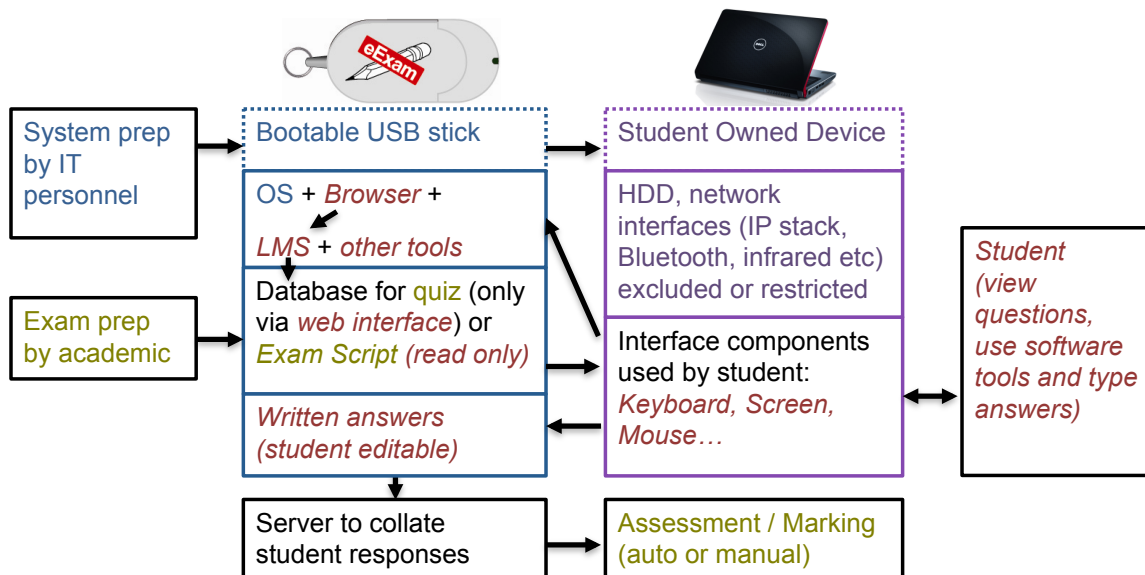 eExam
DELL
System prep
by IT
personnel
Bootable USB stick
Student Owned Device
OS + Browser +
LMS + other tools
HDD, network
interfaces (IP stack,
Bluetooth, infrared etc)
excluded or restricted
Exam prep
by academic
Database for quiz (only
via web interface) or
Exam Script (read only)
Interface components
used by student:
Keyboard, Screen,
Mouse…
Student
(view
questions,
use software
tools and type
answers)
Written answers
(student editable)
Server to collate
student responses
Assessment / Marking
(auto or manual)